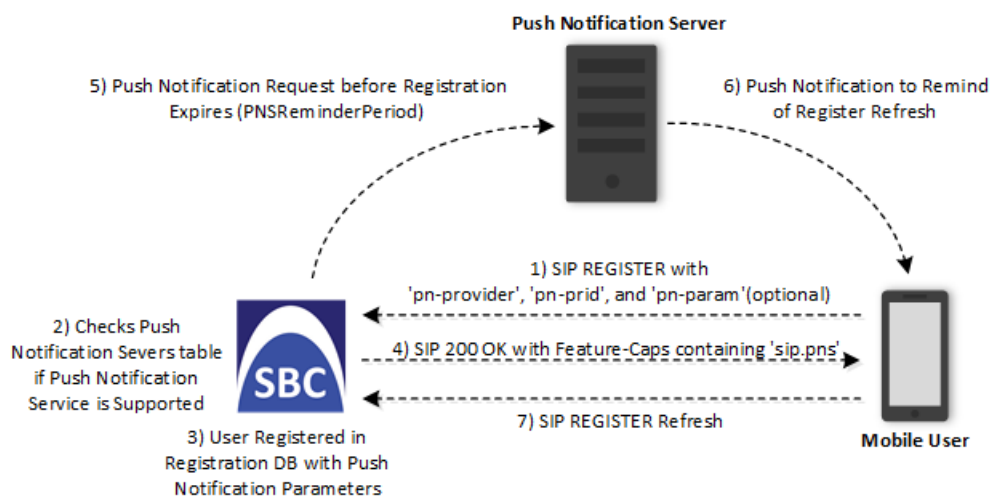 Push Notification Server
5) Push Notification Request before Registration
Expires (PNSReminderPeriod)
6) Push Notification to Remind
of Register Refresh
1) SIP REGISTER with
'pn-provider', 'pn-prid', and 'pn-param'(optional)
2) Checks Push
Notification Severs table
if Push Notification
Service is Supported
4) SIP 200 OK with Feature-Caps containing 'sip.pns'
SBC
7) SIP REGISTER Refresh
3) User Registered in
Registration DB with Push
Notification Parameters
Mobile User